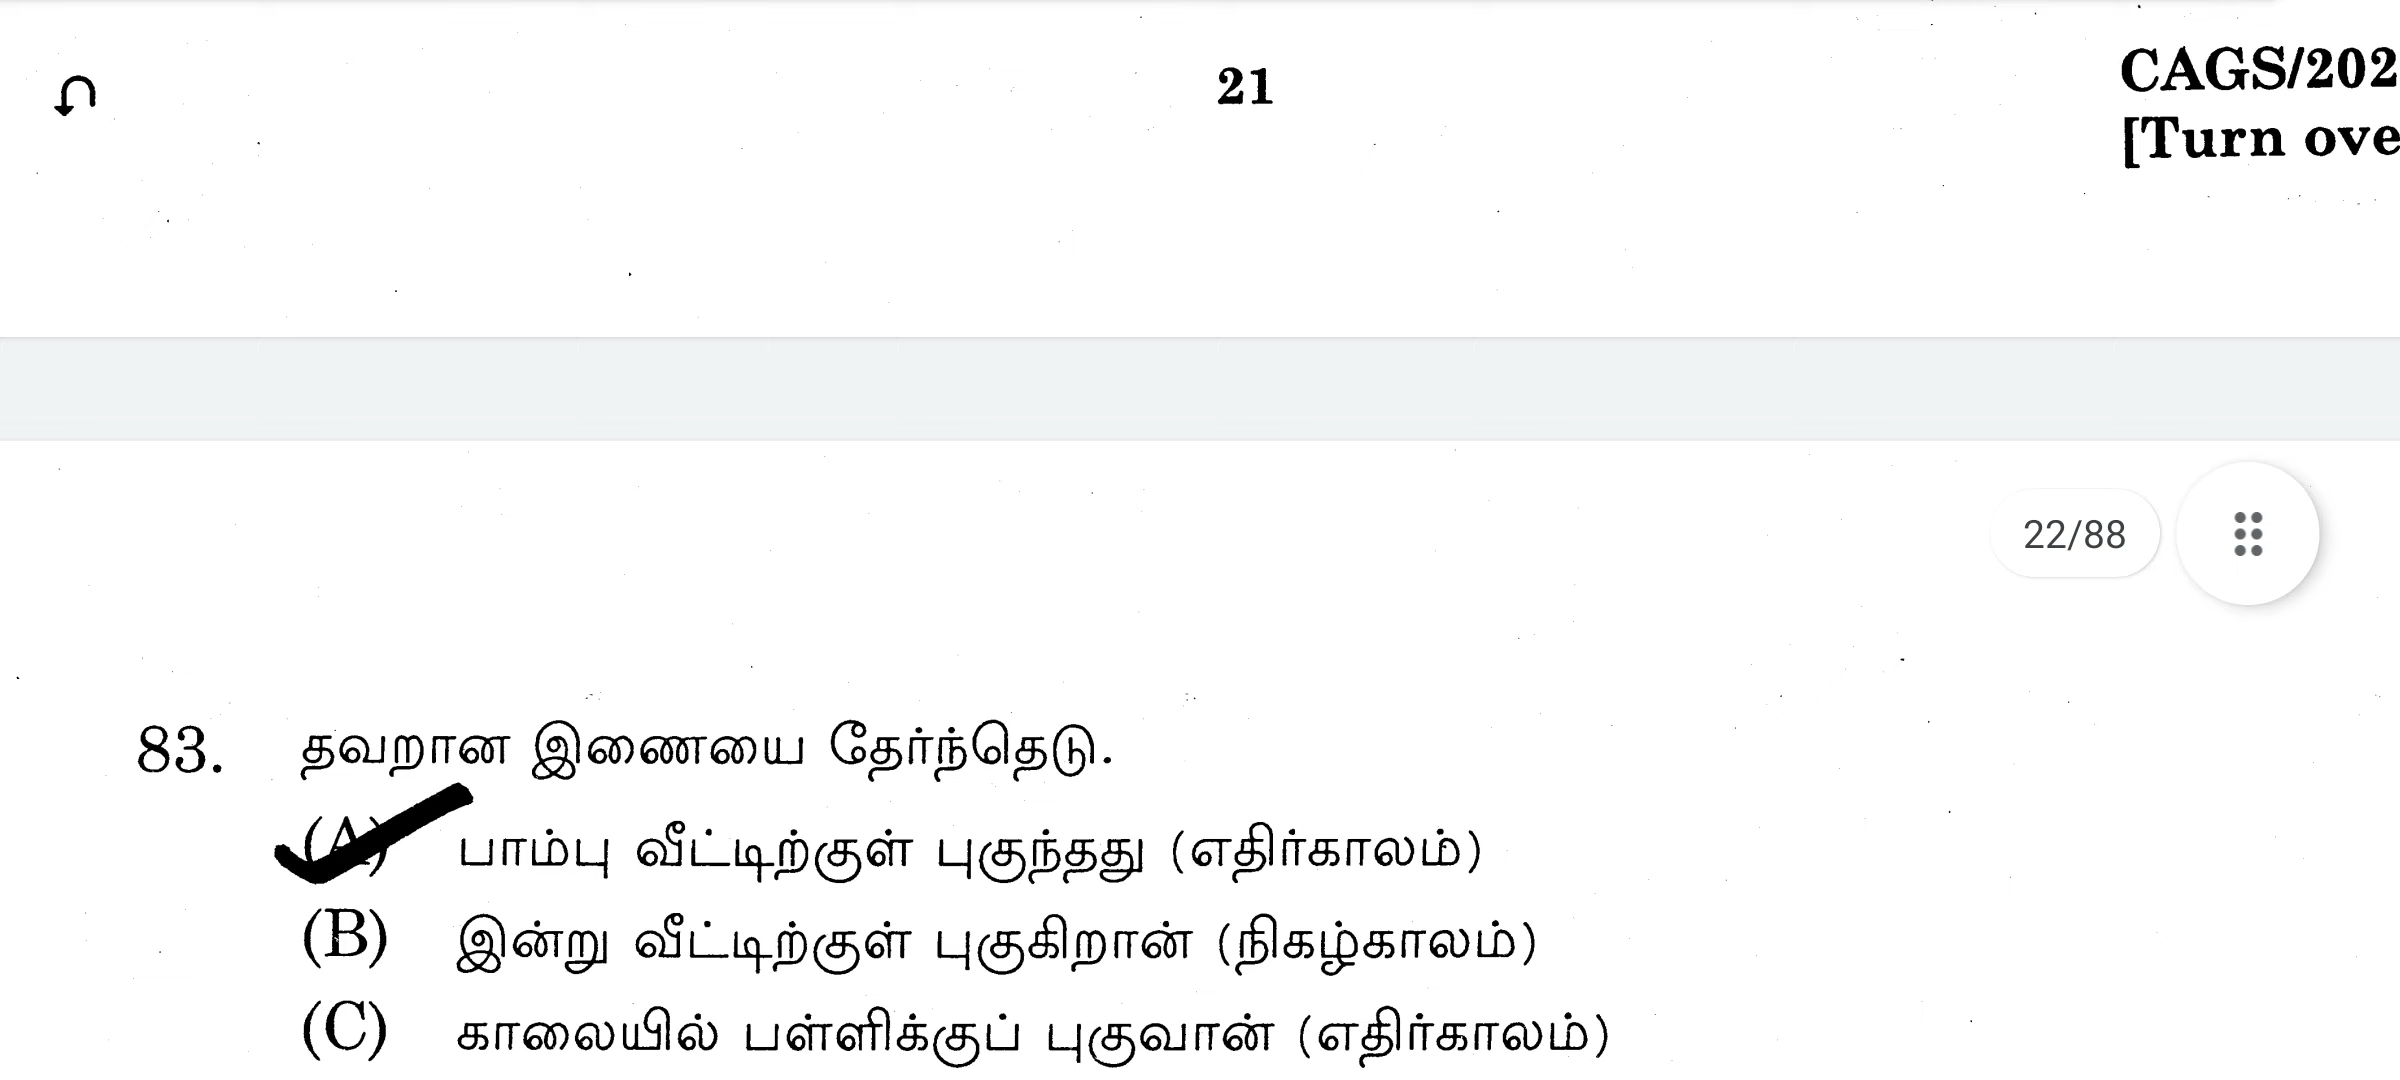 21
CAGS/202
[Turn ove
22/88
83. தவறான இணையை தேர்ந்தெடு.
(A) பாம்பு வீட்டிற்குள் புகுந்தது (எதிர்காலம்)
(B) இன்று வீட்டிற்குள் புகுகிறான் (நிகழ்காலம்)
(C) காலையில் பள்ளிக்குப் புகுவான் (எதிர்காலம்)